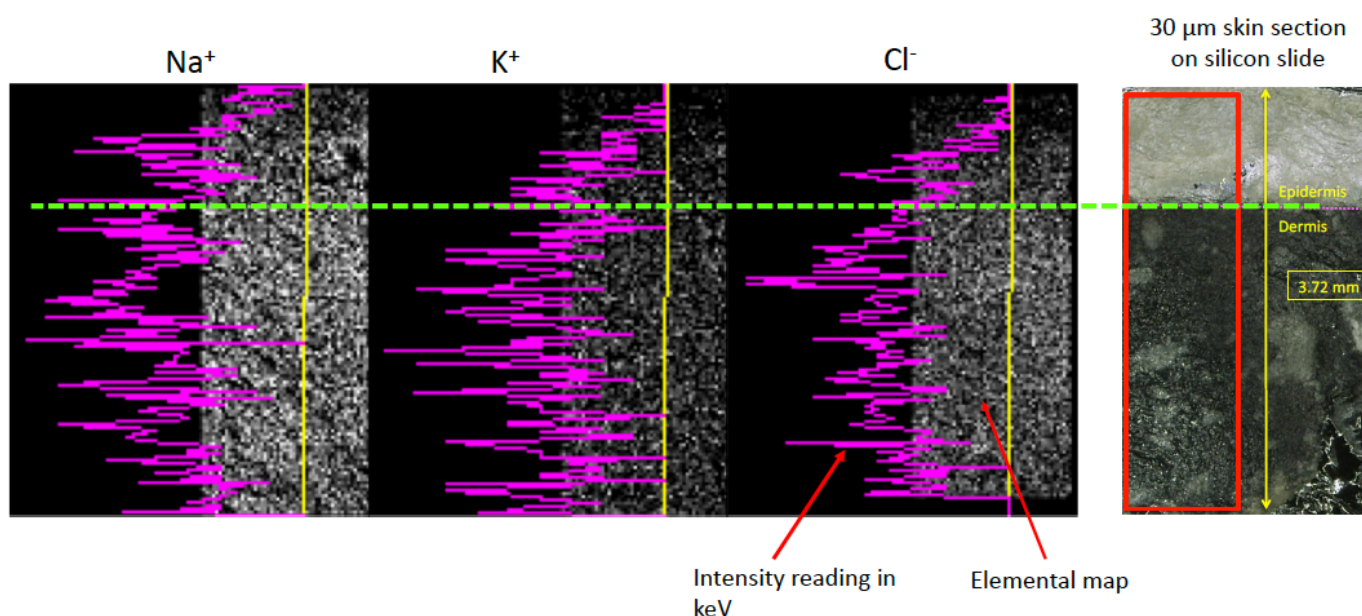 30 µm skin section
on silicon slide
Na⁺
K⁺
Cl⁻
Epidermis
Dermis
3.72 mm
Intensity reading in
keV
Elemental map